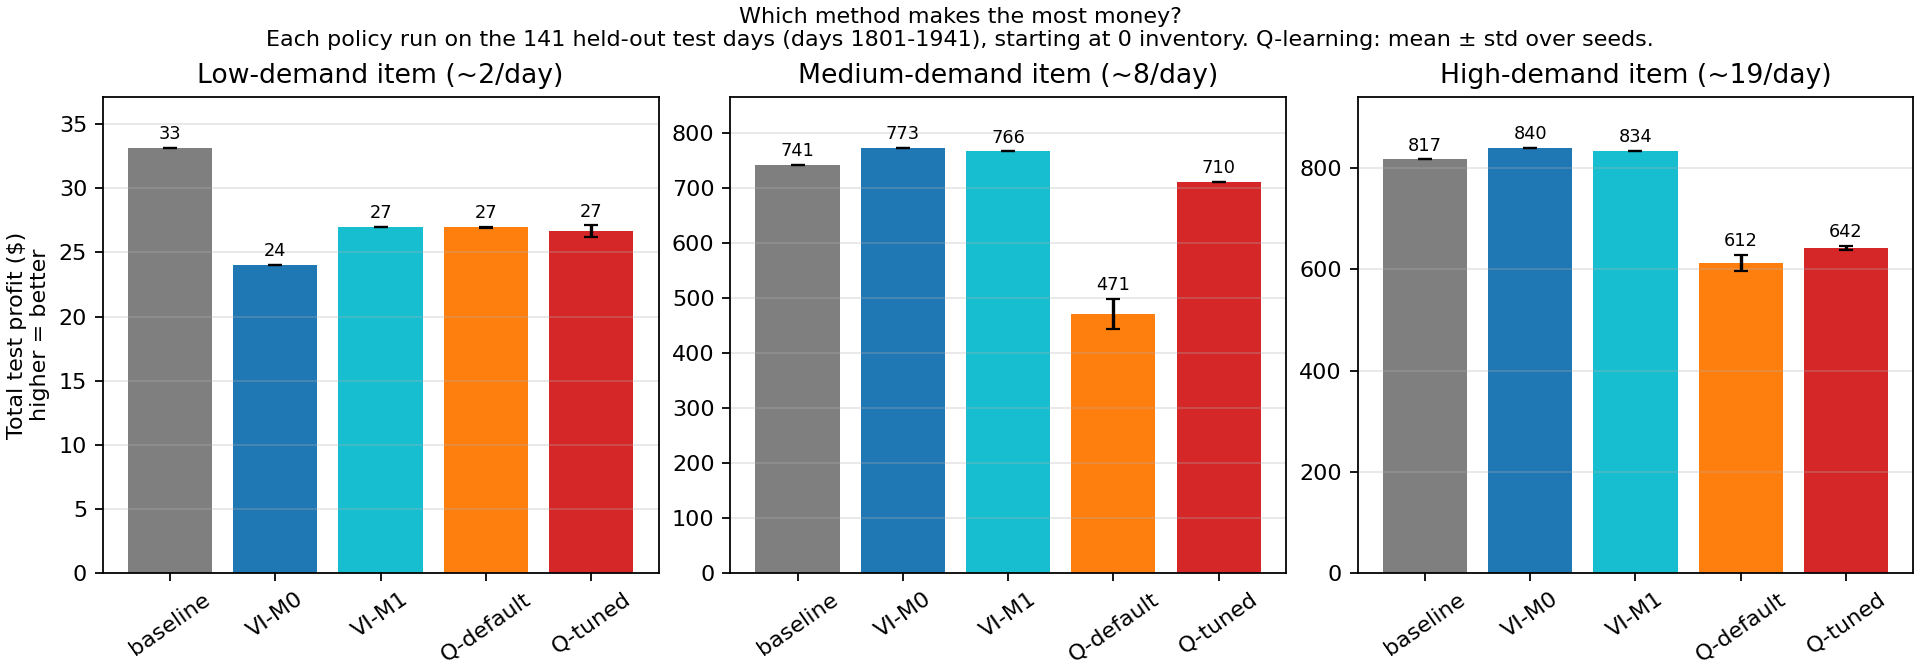 Which method makes the most money?
Each policy run on the 141 held-out test days (days 1801-1941), starting at 0 inventory. Q-learning: mean ± std over seeds.
Low-demand item (~2/day)
Total test profit ($)
higher = better
35
30
25
20
15
10
5
0
33
24
27
27
27
baseline
VI-M0
VI-M1
Q-default
Q-tuned
Medium-demand item (~8/day)
800
700
600
500
400
300
200
100
0
741
773
766
471
710
baseline
VI-M0
VI-M1
Q-default
Q-tuned
High-demand item (~19/day)
800
600
400
200
0
817
840
834
612
642
baseline
VI-M0
VI-M1
Q-default
Q-tuned